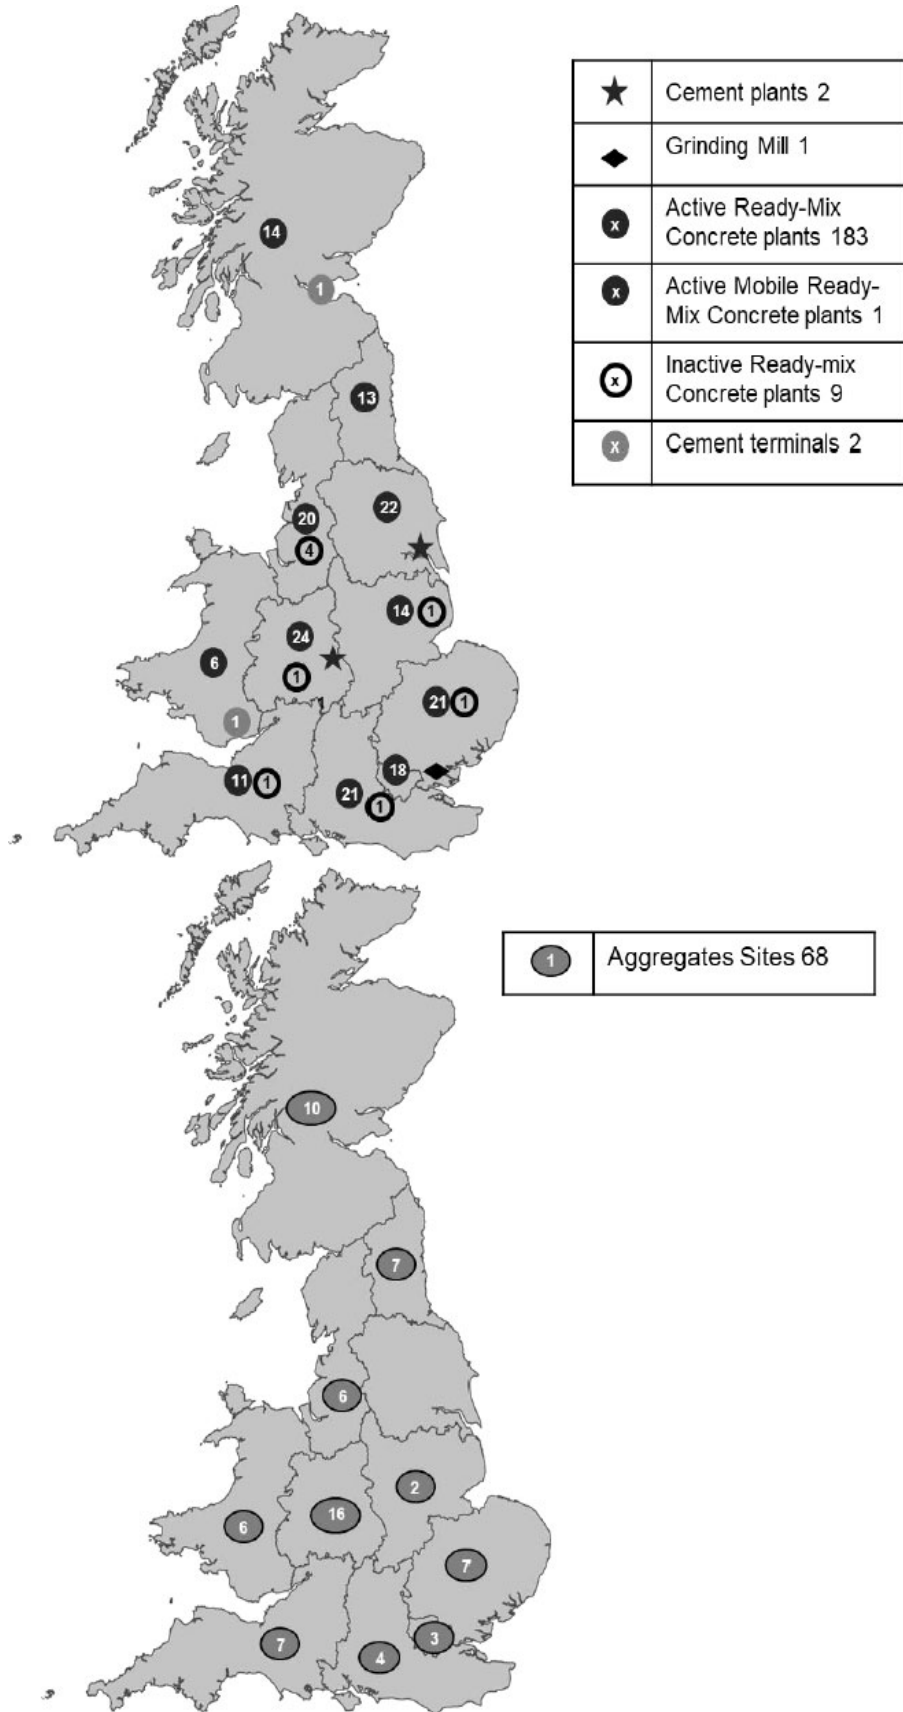 Cement plants 2
Grinding Mill 1
x
Active Ready-Mix
Concrete plants 183
x
Active Mobile Ready-
Mix Concrete plants 1
x
Inactive Ready-mix
Concrete plants 9
x
Cement terminals 2
14
1
13
20
22
4
14 1
24
6
1
21 1
1
18
11 1
21
1
1 Aggregates Sites 68
10
7
6
2
16
6
7
3
7
4